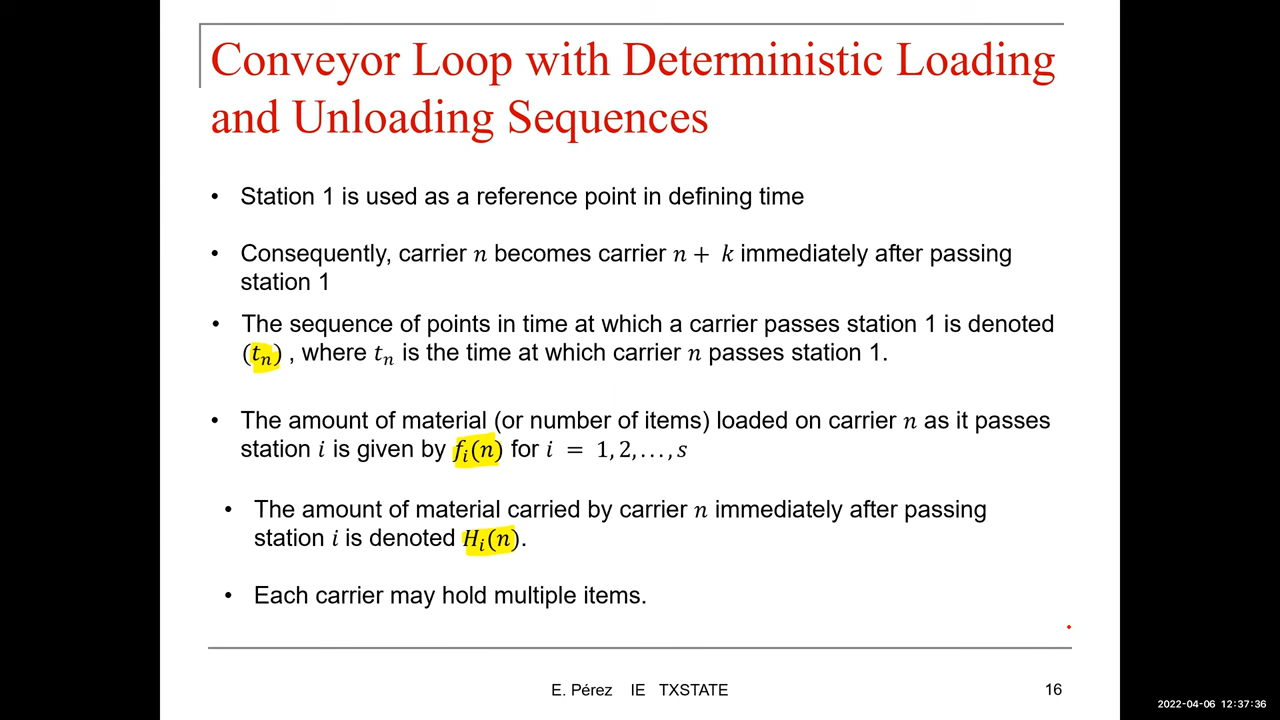 Conveyor Loop with Deterministic Loading
and Unloading Sequences
• Station 1 is used as a reference point in defining time
• Consequently, carrier n becomes carrier n + k immediately after passing
station 1
• The sequence of points in time at which a carrier passes station 1 is denoted
(tₙ) , where tₙ is the time at which carrier n passes station 1.
• The amount of material (or number of items) loaded on carrier n as it passes
station i is given by fᵢ(n) for i = 1, 2, . . . , s
• The amount of material carried by carrier n immediately after passing
station i is denoted Hᵢ(n).
• Each carrier may hold multiple items.
E. Pérez IE TXSTATE
16
2022-04-06 12:37:36